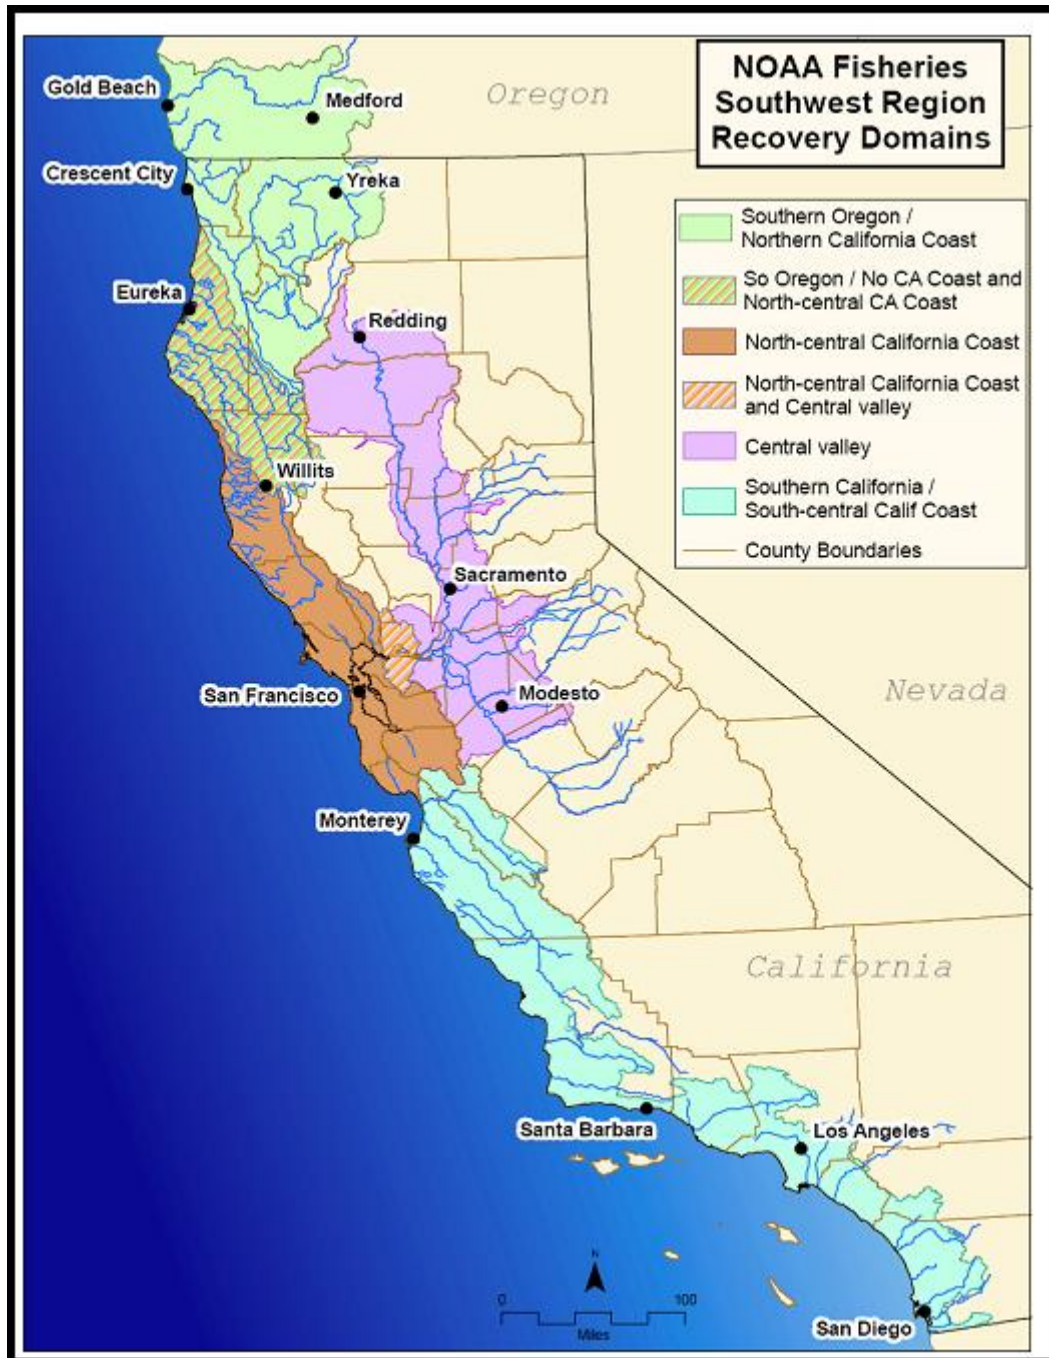 NOAA Fisheries
Southwest Region
Recovery Domains
Oregon
Gold Beach
Medford
Crescent City
Yreka
Southern Oregon /
Northern California Coast
So Oregon / No CA Coast and
North-central CA Coast
North-central California Coast
North-central California Coast
and Central valley
Central valley
Southern California /
South-central Calif Coast
County Boundaries
Eureka
Redding
Willits
Sacramento
San Francisco
Modesto
Nevada
Monterey
California
Santa Barbara
Los Angeles
N
0 100
Miles
San Diego